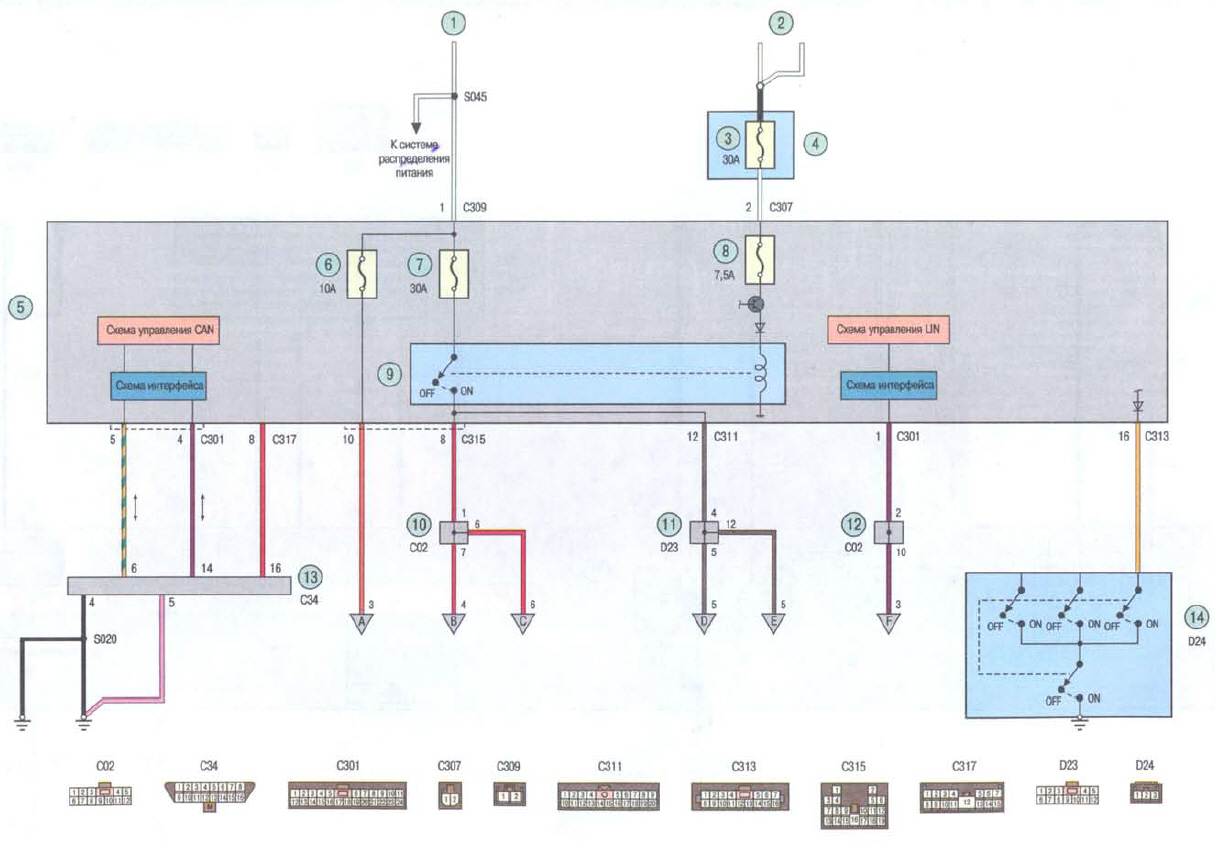 1
2
S045
К системе
распределения
питания
3
30А
4
1 C309
2 C307
5
6
10А
7
30А
8
7,5А
Схема управления CAN
Схема интерфейса
9
OFF ON
Схема управления LIN
Схема интерфейса
5 4 C301 8 C317 10 8 C315 12 C311 1 C301 16 C313
10
C02
1
6
7
11
D23
4
12
5
12
C02
2
10
6 14 16
13
C34
4 5
S020
3 4 6 5 5 3
A B C D E F
OFF ON OFF ON OFF ON
14
D24
OFF ON
C02 C34 C301 C307 C309 C311 C313 C315 C317 D23 D24